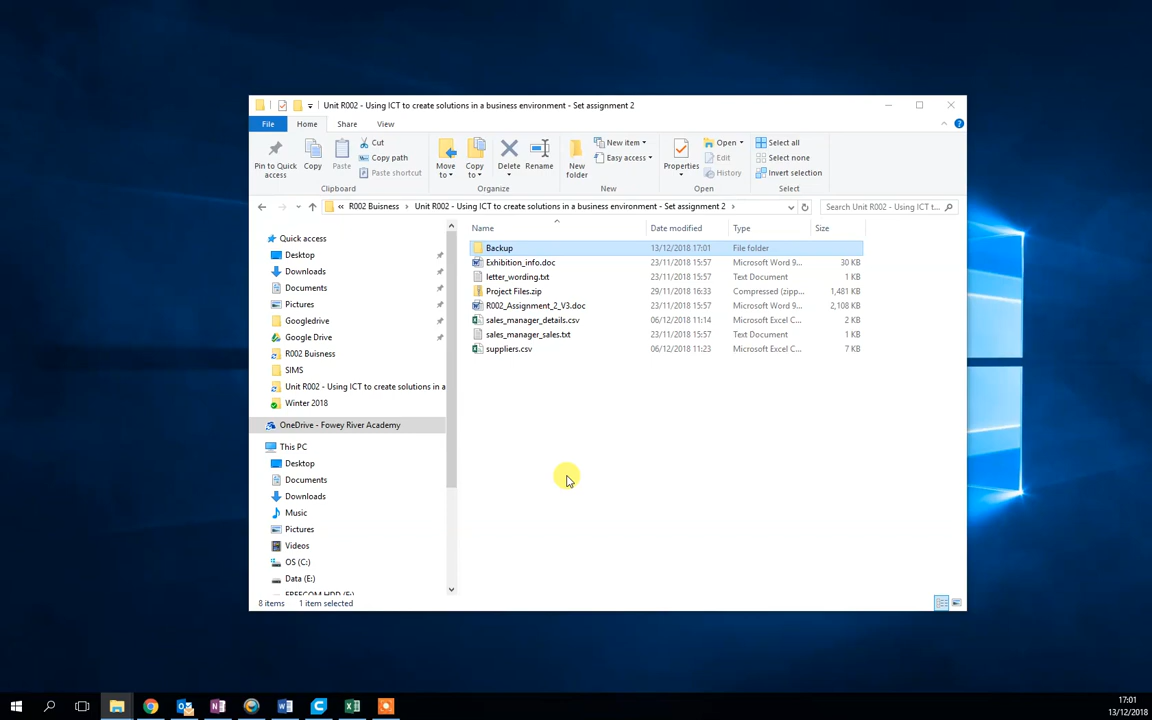 Unit R002 - Using ICT to create solutions in a business environment - Set assignment 2
File Home Share View
Pin to Quick access
Copy
Paste
Cut
Copy path
Paste shortcut
Clipboard
Move to
Copy to
Delete
Rename
Organize
New folder
New item
Easy access
New
Properties
Open
Edit
History
Open
Select all
Select none
Invert selection
Select
« R002 Buisness > Unit R002 - Using ICT to create solutions in a business environment - Set assignment 2 >
Search Unit R002 - Using ICT t...
Quick access
Desktop
Downloads
Documents
Pictures
Googledrive
Google Drive
R002 Buisness
SIMS
Unit R002 - Using ICT to create solutions in a
Winter 2018
OneDrive - Fowey River Academy
This PC
Desktop
Documents
Downloads
Music
Pictures
Videos
OS (C:)
Data (E:)
Name Date modified Type Size
Backup 13/12/2018 17:01 File folder
Exhibition_info.doc 23/11/2018 15:57 Microsoft Word 9... 30 KB
letter_wording.txt 23/11/2018 15:57 Text Document 1 KB
Project Files.zip 29/11/2018 16:33 Compressed (zipp... 1,481 KB
R002_Assignment_2_V3.doc 23/11/2018 15:57 Microsoft Word 9... 2,108 KB
sales_manager_details.csv 06/12/2018 11:14 Microsoft Excel C... 2 KB
sales_manager_sales.txt 23/11/2018 15:57 Text Document 1 KB
suppliers.csv 06/12/2018 11:23 Microsoft Excel C... 7 KB
8 items 1 item selected
17:01
13/12/2018